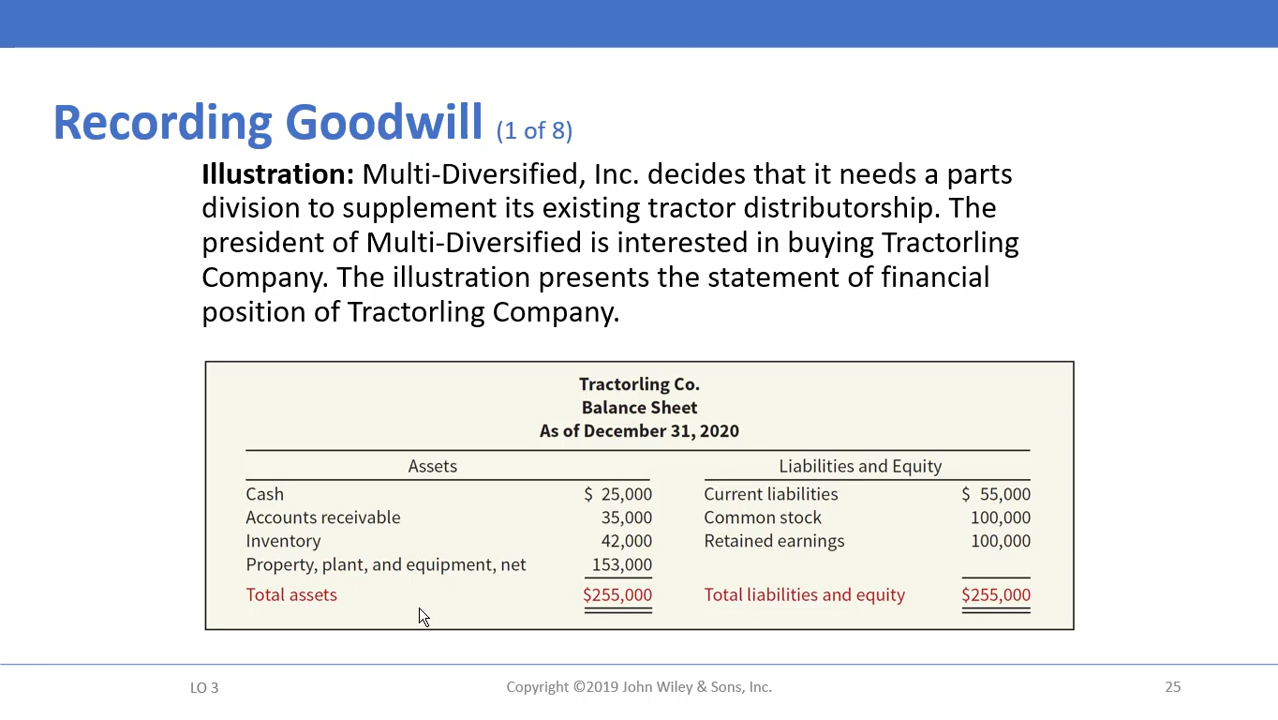 Recording Goodwill (1 of 8)
Illustration: Multi-Diversified, Inc. decides that it needs a parts
division to supplement its existing tractor distributorship. The
president of Multi-Diversified is interested in buying Tractorling
Company. The illustration presents the statement of financial
position of Tractorling Company.
Tractorling Co.
Balance Sheet
As of December 31, 2020
Assets Liabilities and Equity
Cash $ 25,000 Current liabilities $ 55,000
Accounts receivable 35,000 Common stock 100,000
Inventory 42,000 Retained earnings 100,000
Property, plant, and equipment, net 153,000
Total assets $255,000 Total liabilities and equity $255,000
LO 3 Copyright ©2019 John Wiley & Sons, Inc. 25